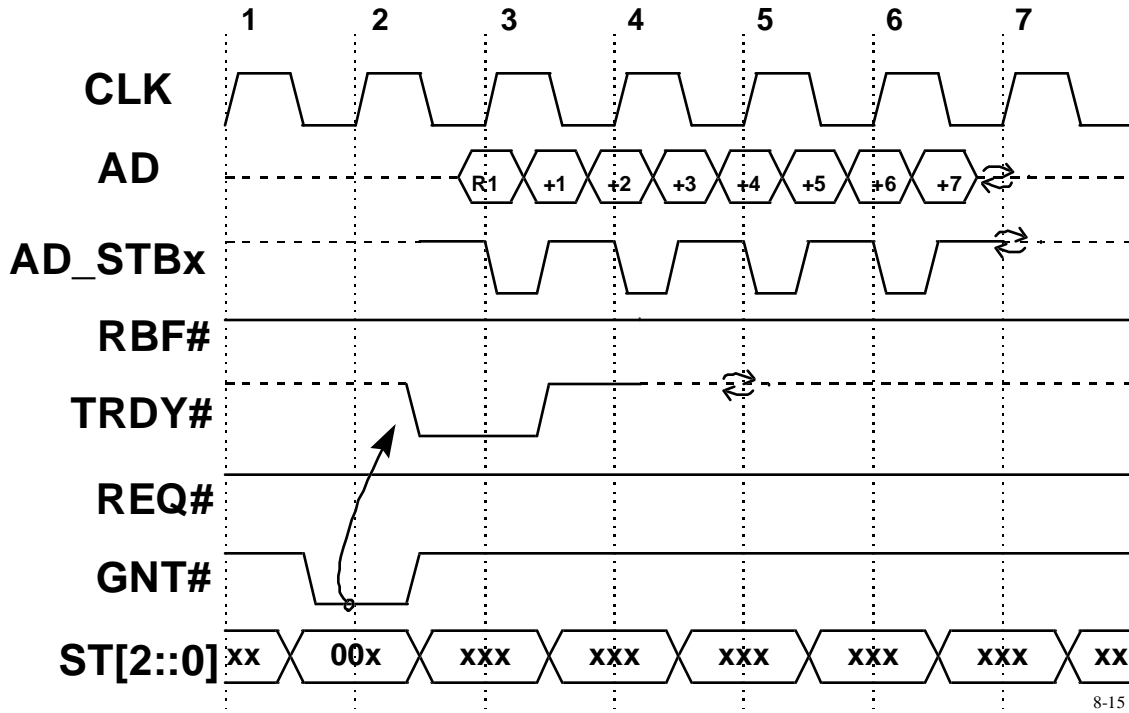 1 2 3 4 5 6 7
CLK
AD R1 +1 +2 +3 +4 +5 +6 +7
AD_STBx
RBF#
TRDY#
REQ#
GNT#
ST[2::0] xx 00x xxx xxx xxx xxx xxx xx
8-15